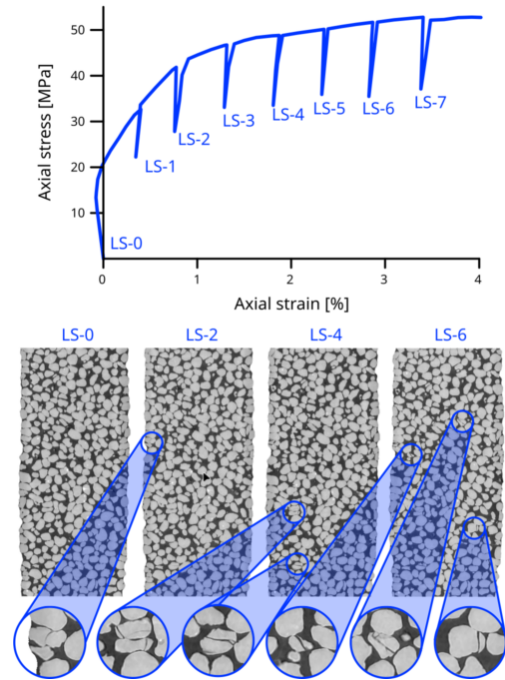 Axial stress [MPa]
50
40
30
20
10
LS-0
LS-1
LS-2
LS-3
LS-4
LS-5
LS-6
LS-7
0
1
2
3
4
Axial strain [%]
LS-0
LS-2
LS-4
LS-6